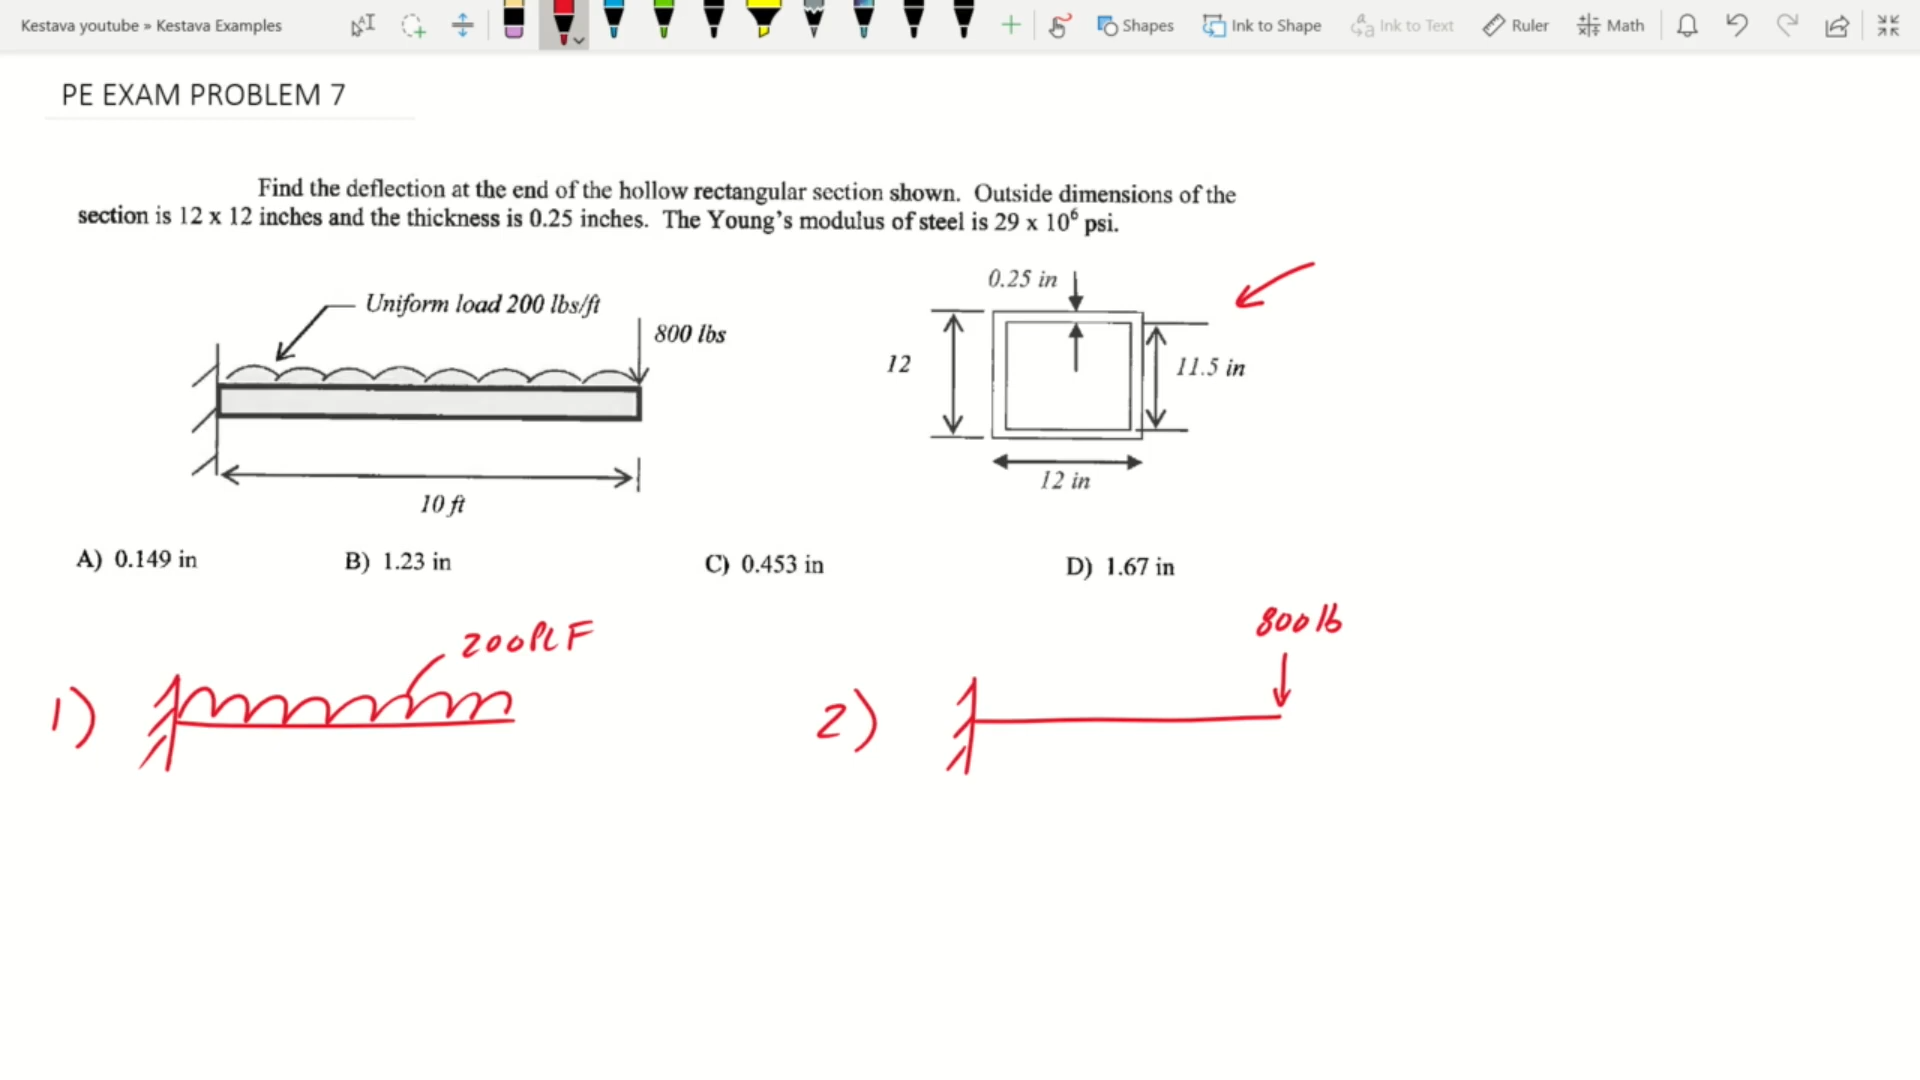 Kestava youtube » Kestava Examples
Shapes
Ink to Shape
Ink to Text
Ruler
Math
PE EXAM PROBLEM 7
Find the deflection at the end of the hollow rectangular section shown. Outside dimensions of the
section is 12 x 12 inches and the thickness is 0.25 inches. The Young's modulus of steel is 29 x 10⁶ psi.
0.25 in
Uniform load 200 lbs/ft
800 lbs
12
11.5 in
12 in
10 ft
A) 0.149 in B) 1.23 in C) 0.453 in D) 1.67 in
800 lb
200PLF
1)
2)